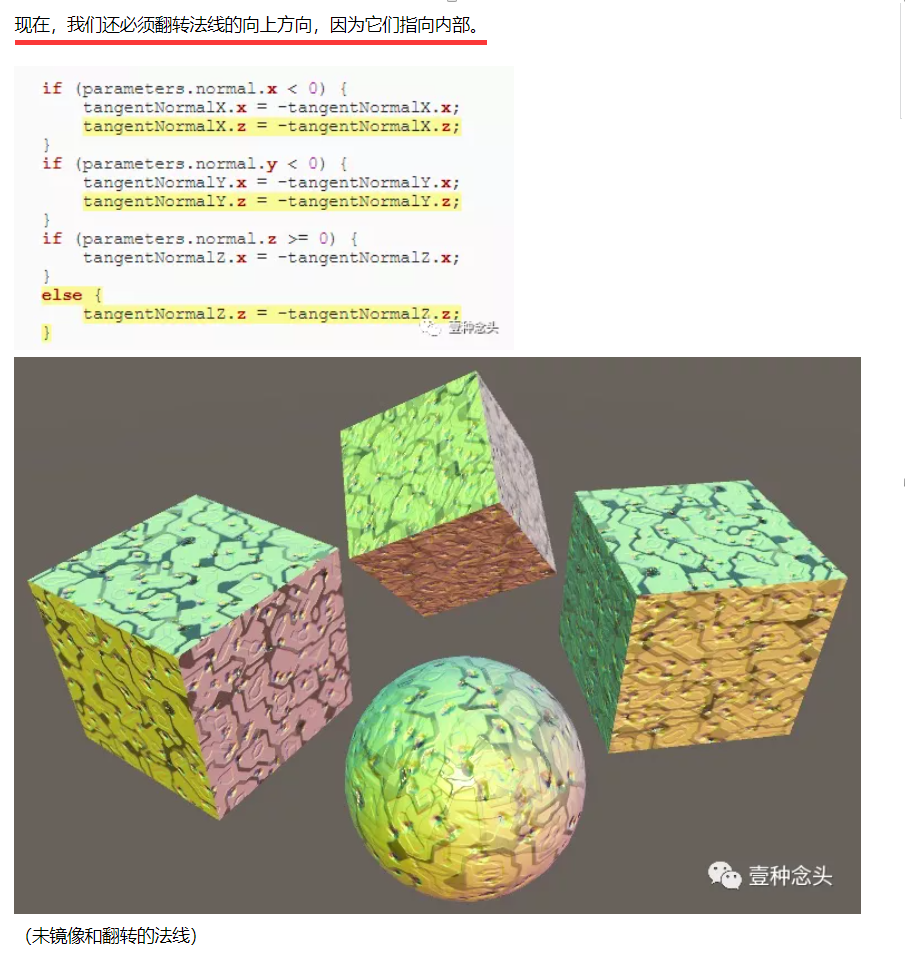 现在，我们还必须翻转法线的向上方向，因为它们指向内部。
if (parameters.normal.x < 0) {
tangentNormalX.x = -tangentNormalX.x;
tangentNormalX.z = -tangentNormalX.z;
}
if (parameters.normal.y < 0) {
tangentNormalY.x = -tangentNormalY.x;
tangentNormalY.z = -tangentNormalY.z;
}
if (parameters.normal.z >= 0) {
tangentNormalZ.x = -tangentNormalZ.x;
}
else {
tangentNormalZ.z = -tangentNormalZ.z;
}
壹种念头
壹种念头
（未镜像和翻转的法线）